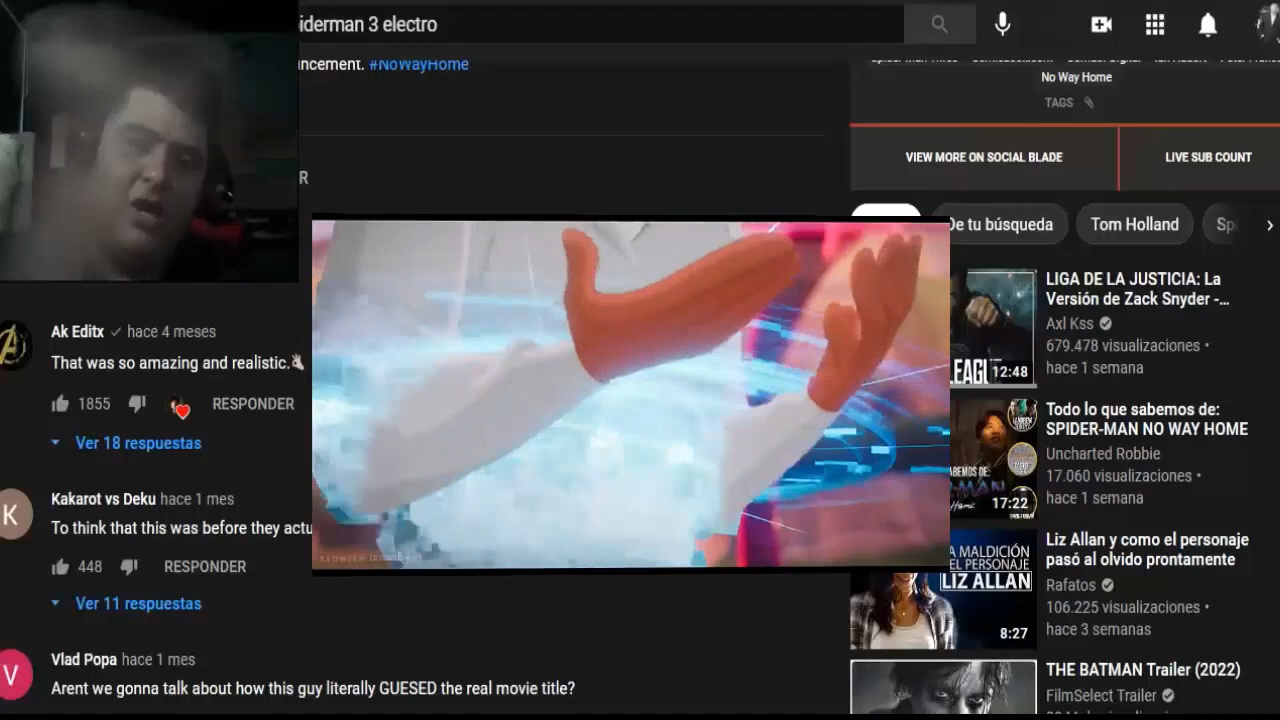 iderman 3 electro
ncement. #NoWayHome
R
Ak Editx hace 4 meses
That was so amazing and realistic.
1855 RESPONDER
Ver 18 respuestas
K
Kakarot vs Deku hace 1 mes
To think that this was before they actu
448 RESPONDER
Ver 11 respuestas
V
Vlad Popa hace 1 mes
Arent we gonna talk about how this guy literally GUESED the real movie title?
No Way Home
TAGS
VIEW MORE ON SOCIAL BLADE
LIVE SUB COUNT
De tu búsqueda
Tom Holland
Sp
LIGA DE LA JUSTICIA: La
Versión de Zack Snyder -...
Axl Kss
679.478 visualizaciones •
hace 1 semana
12:48
Todo lo que sabemos de:
SPIDER-MAN NO WAY HOME
Uncharted Robbie
17.060 visualizaciones •
hace 1 semana
17:22
A MALDICIÓN
EL PERSONAJE
LIZ ALLAN
8:27
Liz Allan y como el personaje
pasó al olvido prontamente
Rafatos
106.225 visualizaciones •
hace 3 semanas
THE BATMAN Trailer (2022)
FilmSelect Trailer